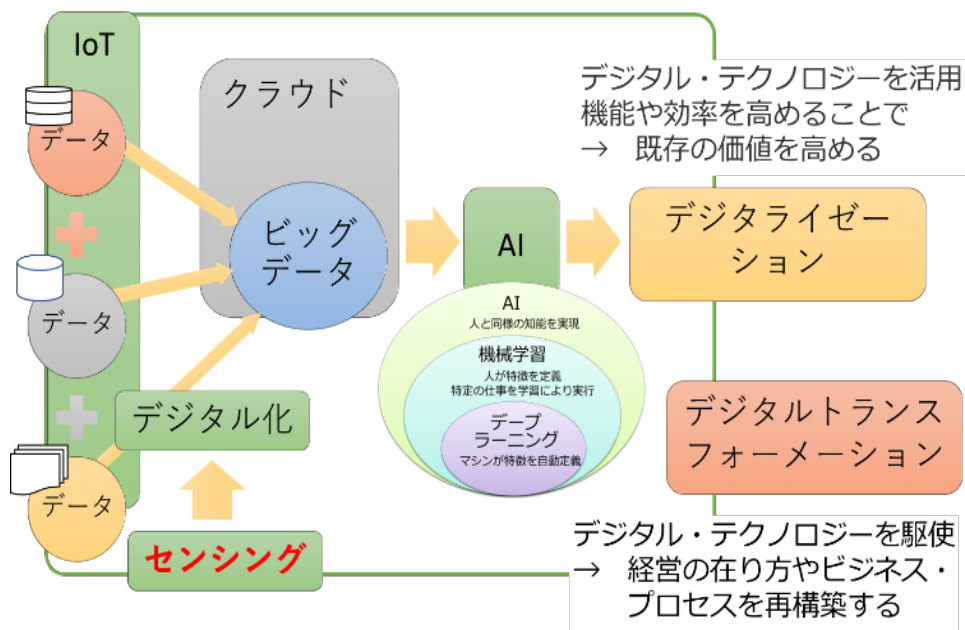 IoT
データ
データ
データ
デジタル化
センシング
クラウド
ビッグ
データ
AI
AI
人と同様の知能を実現
機械学習
人が特徴を定義
特定の仕事を学習により実行
デープ
ラーニング
マシンが特徴を自動定義
デジタル・テクノロジーを活用
機能や効率を高めることで
→ 既存の価値を高める
デジタライゼー
ション
デジタルトランス
フォーメーション
デジタル・テクノロジーを駆使
→ 経営の在り方やビジネス・
プロセスを再構築する